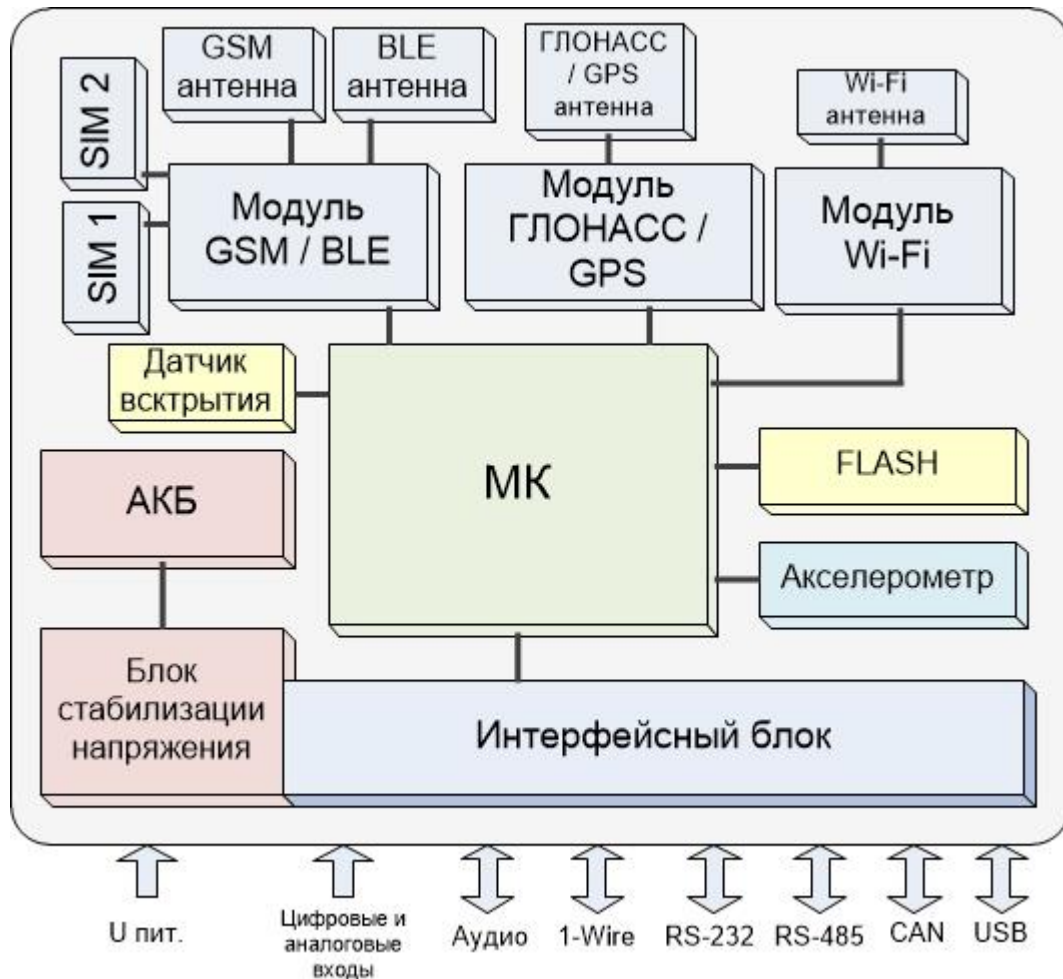 GSM
антенна
BLE
антенна
ГЛОНАСС
/ GPS
антенна
Wi-Fi
антенна
SIM 2
SIM 1
Модуль
GSM / BLE
Модуль
ГЛОНАСС /
GPS
Модуль
Wi-Fi
Датчик
всктрытия
МК
FLASH
АКБ
Акселерометр
Блок
стабилизации
напряжения
Интерфейсный блок
U пит.
Цифровые и
аналоговые
входы
Аудио
1-Wire
RS-232
RS-485
CAN
USB